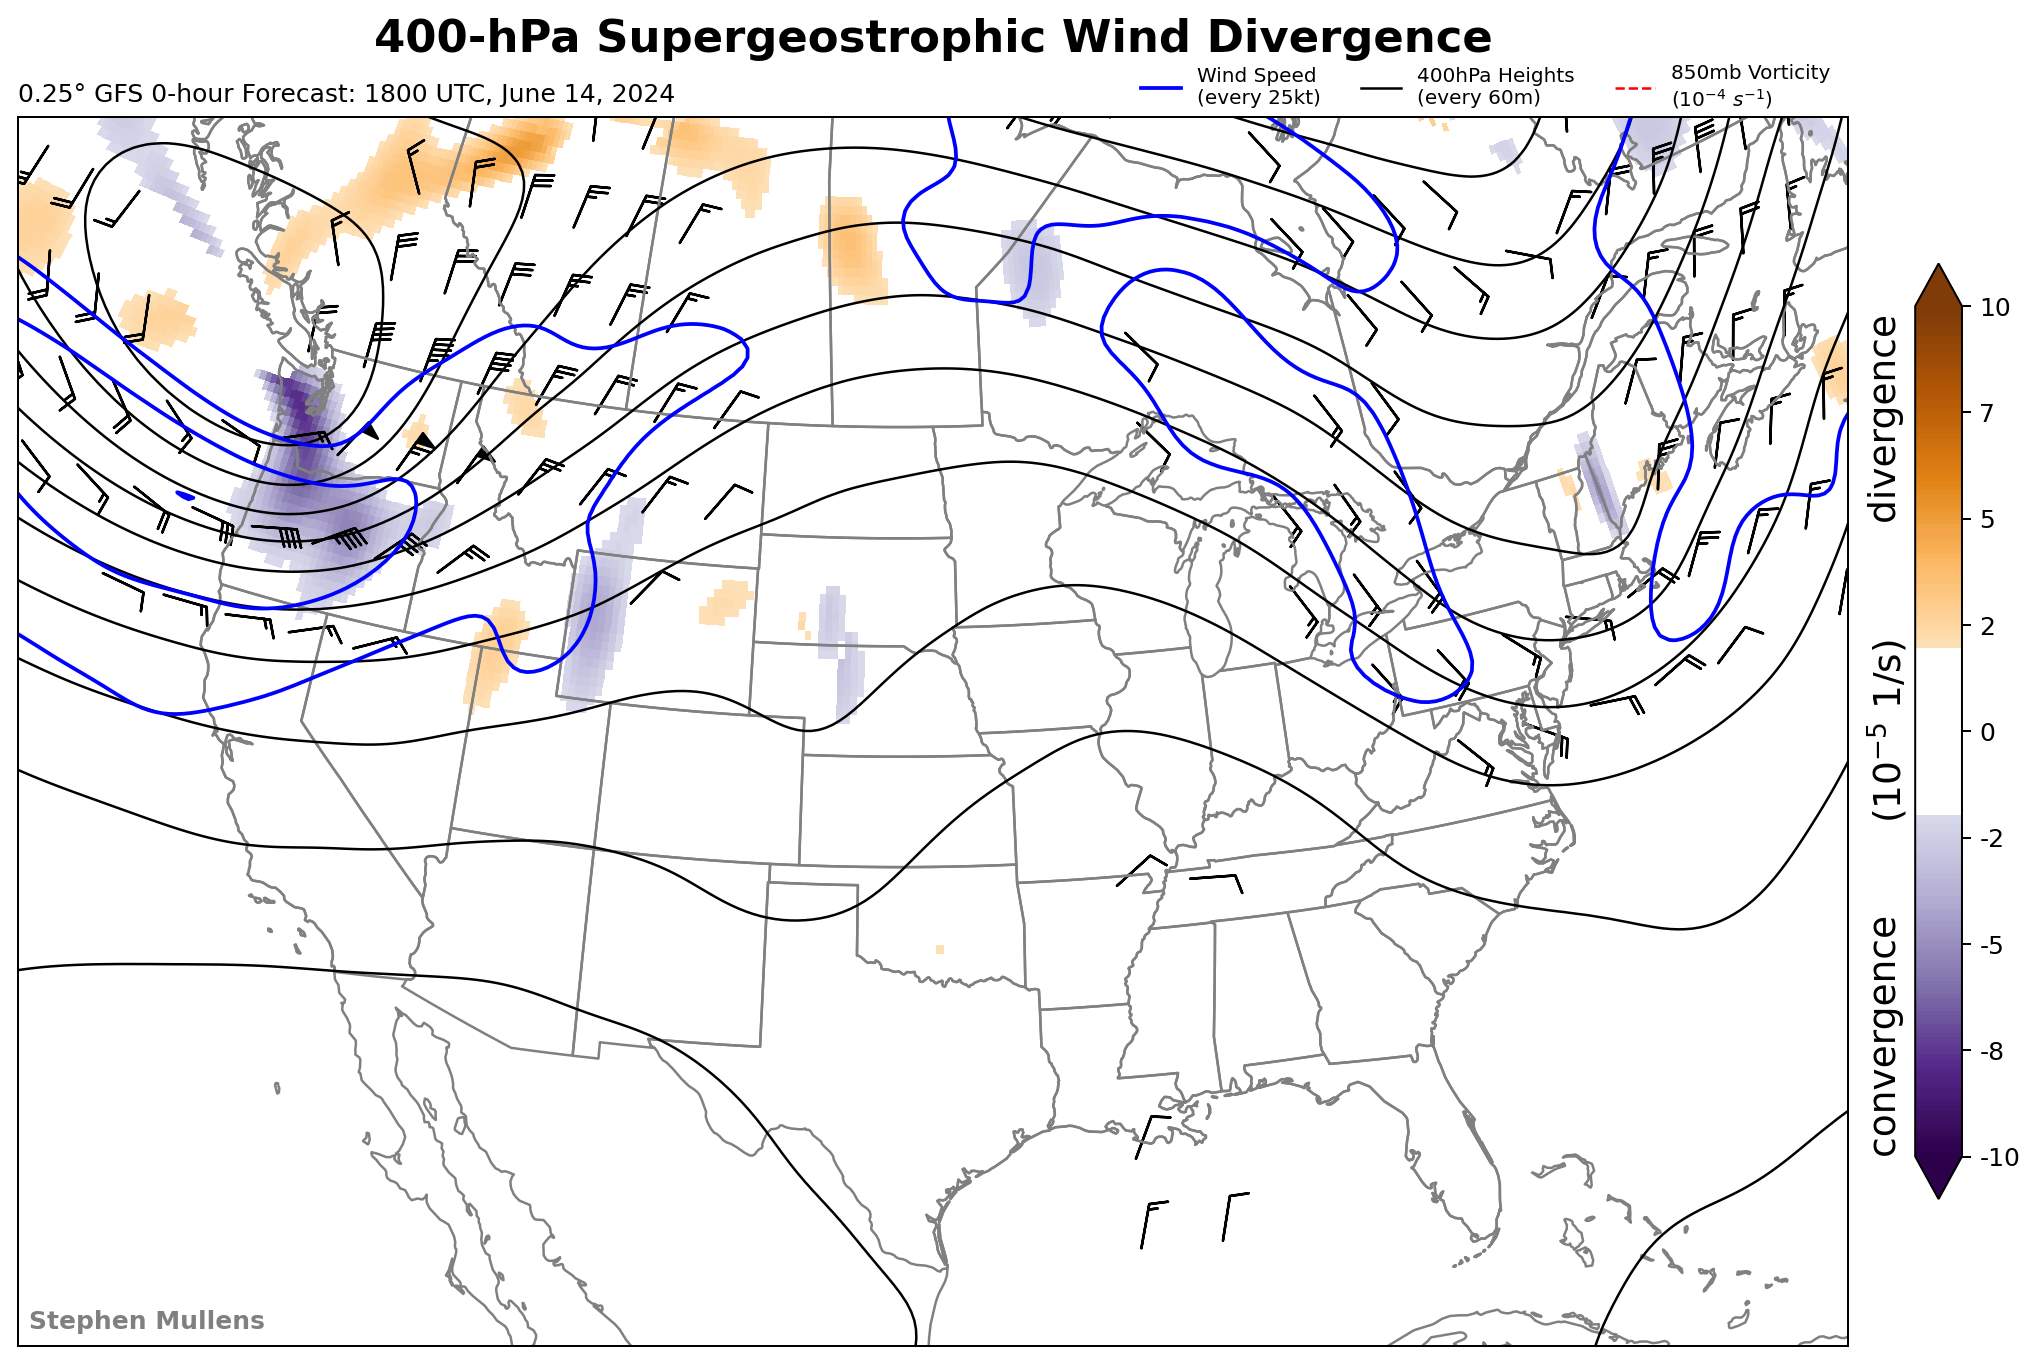 400-hPa Supergeostrophic Wind Divergence
0.25° GFS 0-hour Forecast: 1800 UTC, June 14, 2024
Wind Speed
(every 25kt)
400hPa Heights
(every 60m)
850mb Vorticity
(10⁻⁴ s⁻¹)
10
7
5
2
0
-2
-5
-8
-10
convergence (10⁻⁵ 1/s) divergence
Stephen Mullens